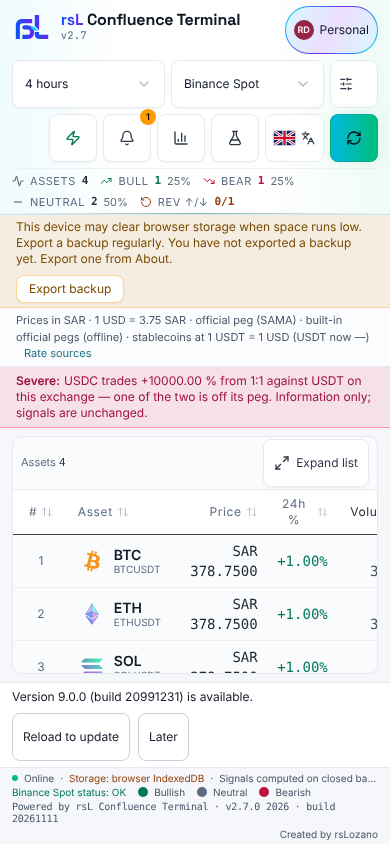 rsL
rsL Confluence Terminal
v2.7
RD Personal
4 hours
Binance Spot
1
ASSETS 4 BULL 1 25% BEAR 1 25%
NEUTRAL 2 50% REV ↑/↓ 0/1
This device may clear browser storage when space runs low.
Export a backup regularly. You have not exported a backup
yet. Export one from About.
Export backup
Prices in SAR · 1 USD = 3.75 SAR · official peg (SAMA) · built-in
official pegs (offline) · stablecoins at 1 USDT = 1 USD (USDT now —)
Rate sources
Severe: USDC trades +10000.00 % from 1:1 against USDT on
this exchange — one of the two is off its peg. Information only;
signals are unchanged.
Assets 4
Expand list
# Asset Price 24h % Volu
1 BTC SAR 378.7500 +1.00% 3
BTCUSDT
2 ETH SAR 378.7500 +1.00% 3
ETHUSDT
3 SOL SAR 378.7500 +1.00%
SOLUSDT
Version 9.0.0 (build 20991231) is available.
Reload to update
Later
Online · Storage: browser IndexedDB · Signals computed on closed ba...
Binance Spot status: OK Bullish Neutral Bearish
Powered by rsL Confluence Terminal · v2.7.0 2026 · build
20261111
Created by rsLozano